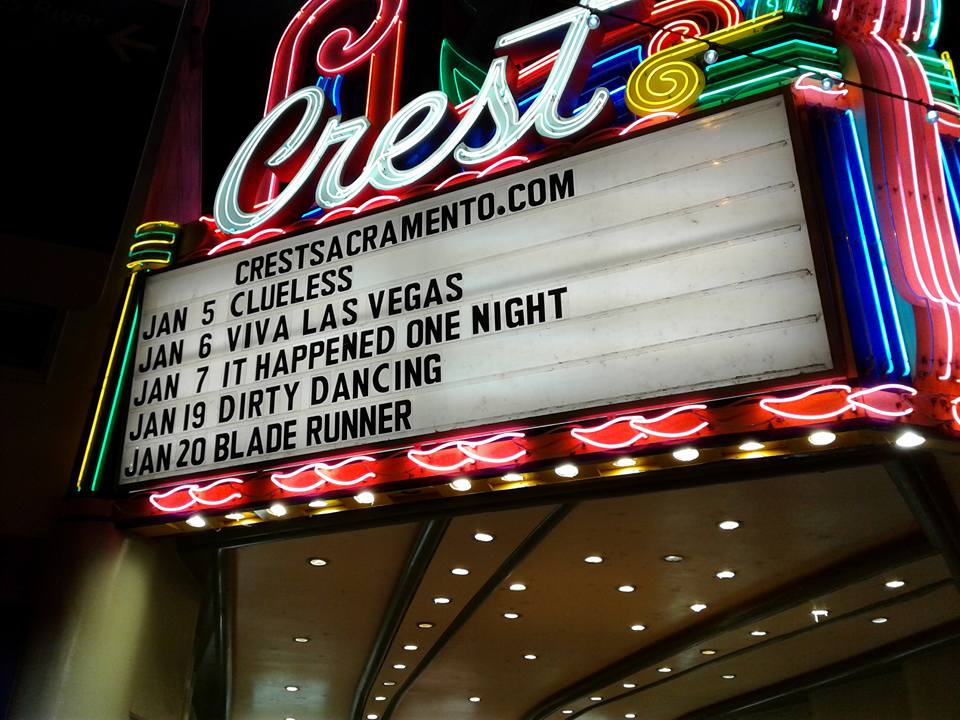 Crest
CRESTSACRAMENTO.COM
JAN 5 CLUELESS
JAN 6 VIVA LAS VEGAS
JAN 7 IT HAPPENED ONE NIGHT
JAN 19 DIRTY DANCING
JAN 20 BLADE RUNNER